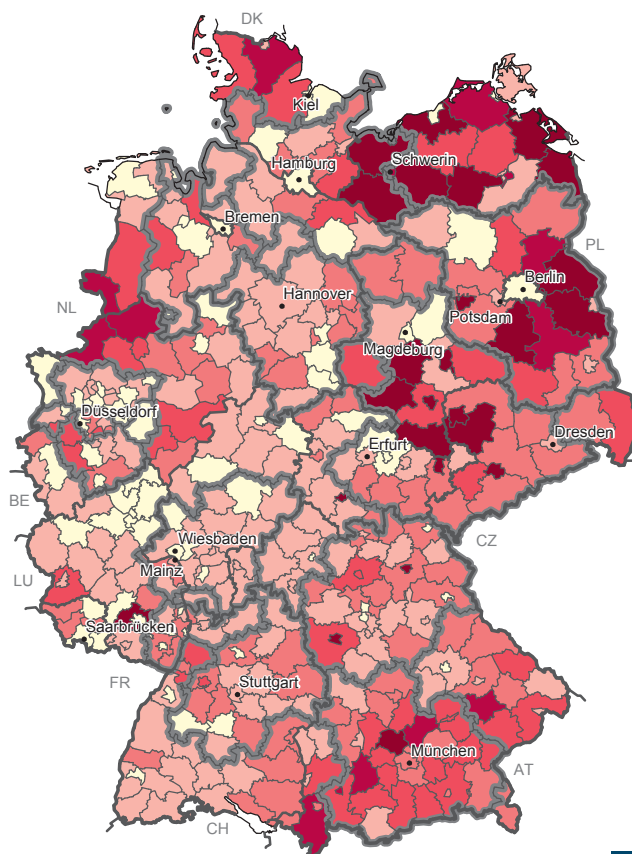 DK
Kiel
Hamburg
Schwerin
Bremen
PL
Berlin
NL
Hannover
Potsdam
Magdeburg
Düsseldorf
Erfurt
Dresden
BE
CZ
Wiesbaden
LU
Mainz
Saarbrücken
FR
Stuttgart
München
AT
CH